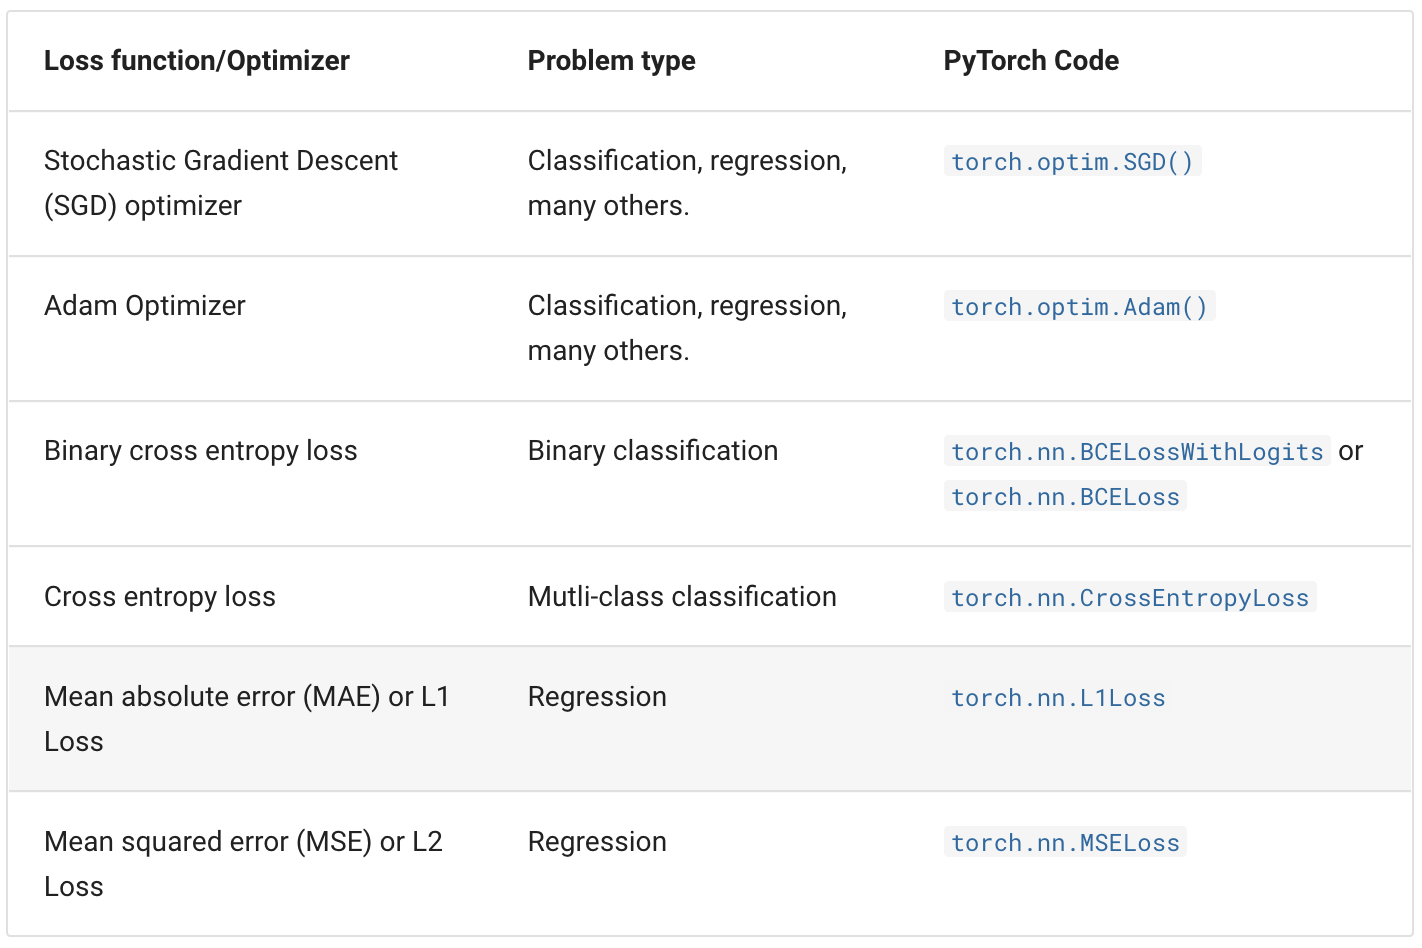 Loss function/Optimizer Problem type PyTorch Code
Stochastic Gradient Descent Classification, regression, torch.optim.SGD()
(SGD) optimizer many others.
Adam Optimizer Classification, regression, torch.optim.Adam()
many others.
Binary cross entropy loss Binary classification torch.nn.BCELossWithLogits or
torch.nn.BCELoss
Cross entropy loss Mutli-class classification torch.nn.CrossEntropyLoss
Mean absolute error (MAE) or L1 Regression torch.nn.L1Loss
Loss
Mean squared error (MSE) or L2 Regression torch.nn.MSELoss
Loss